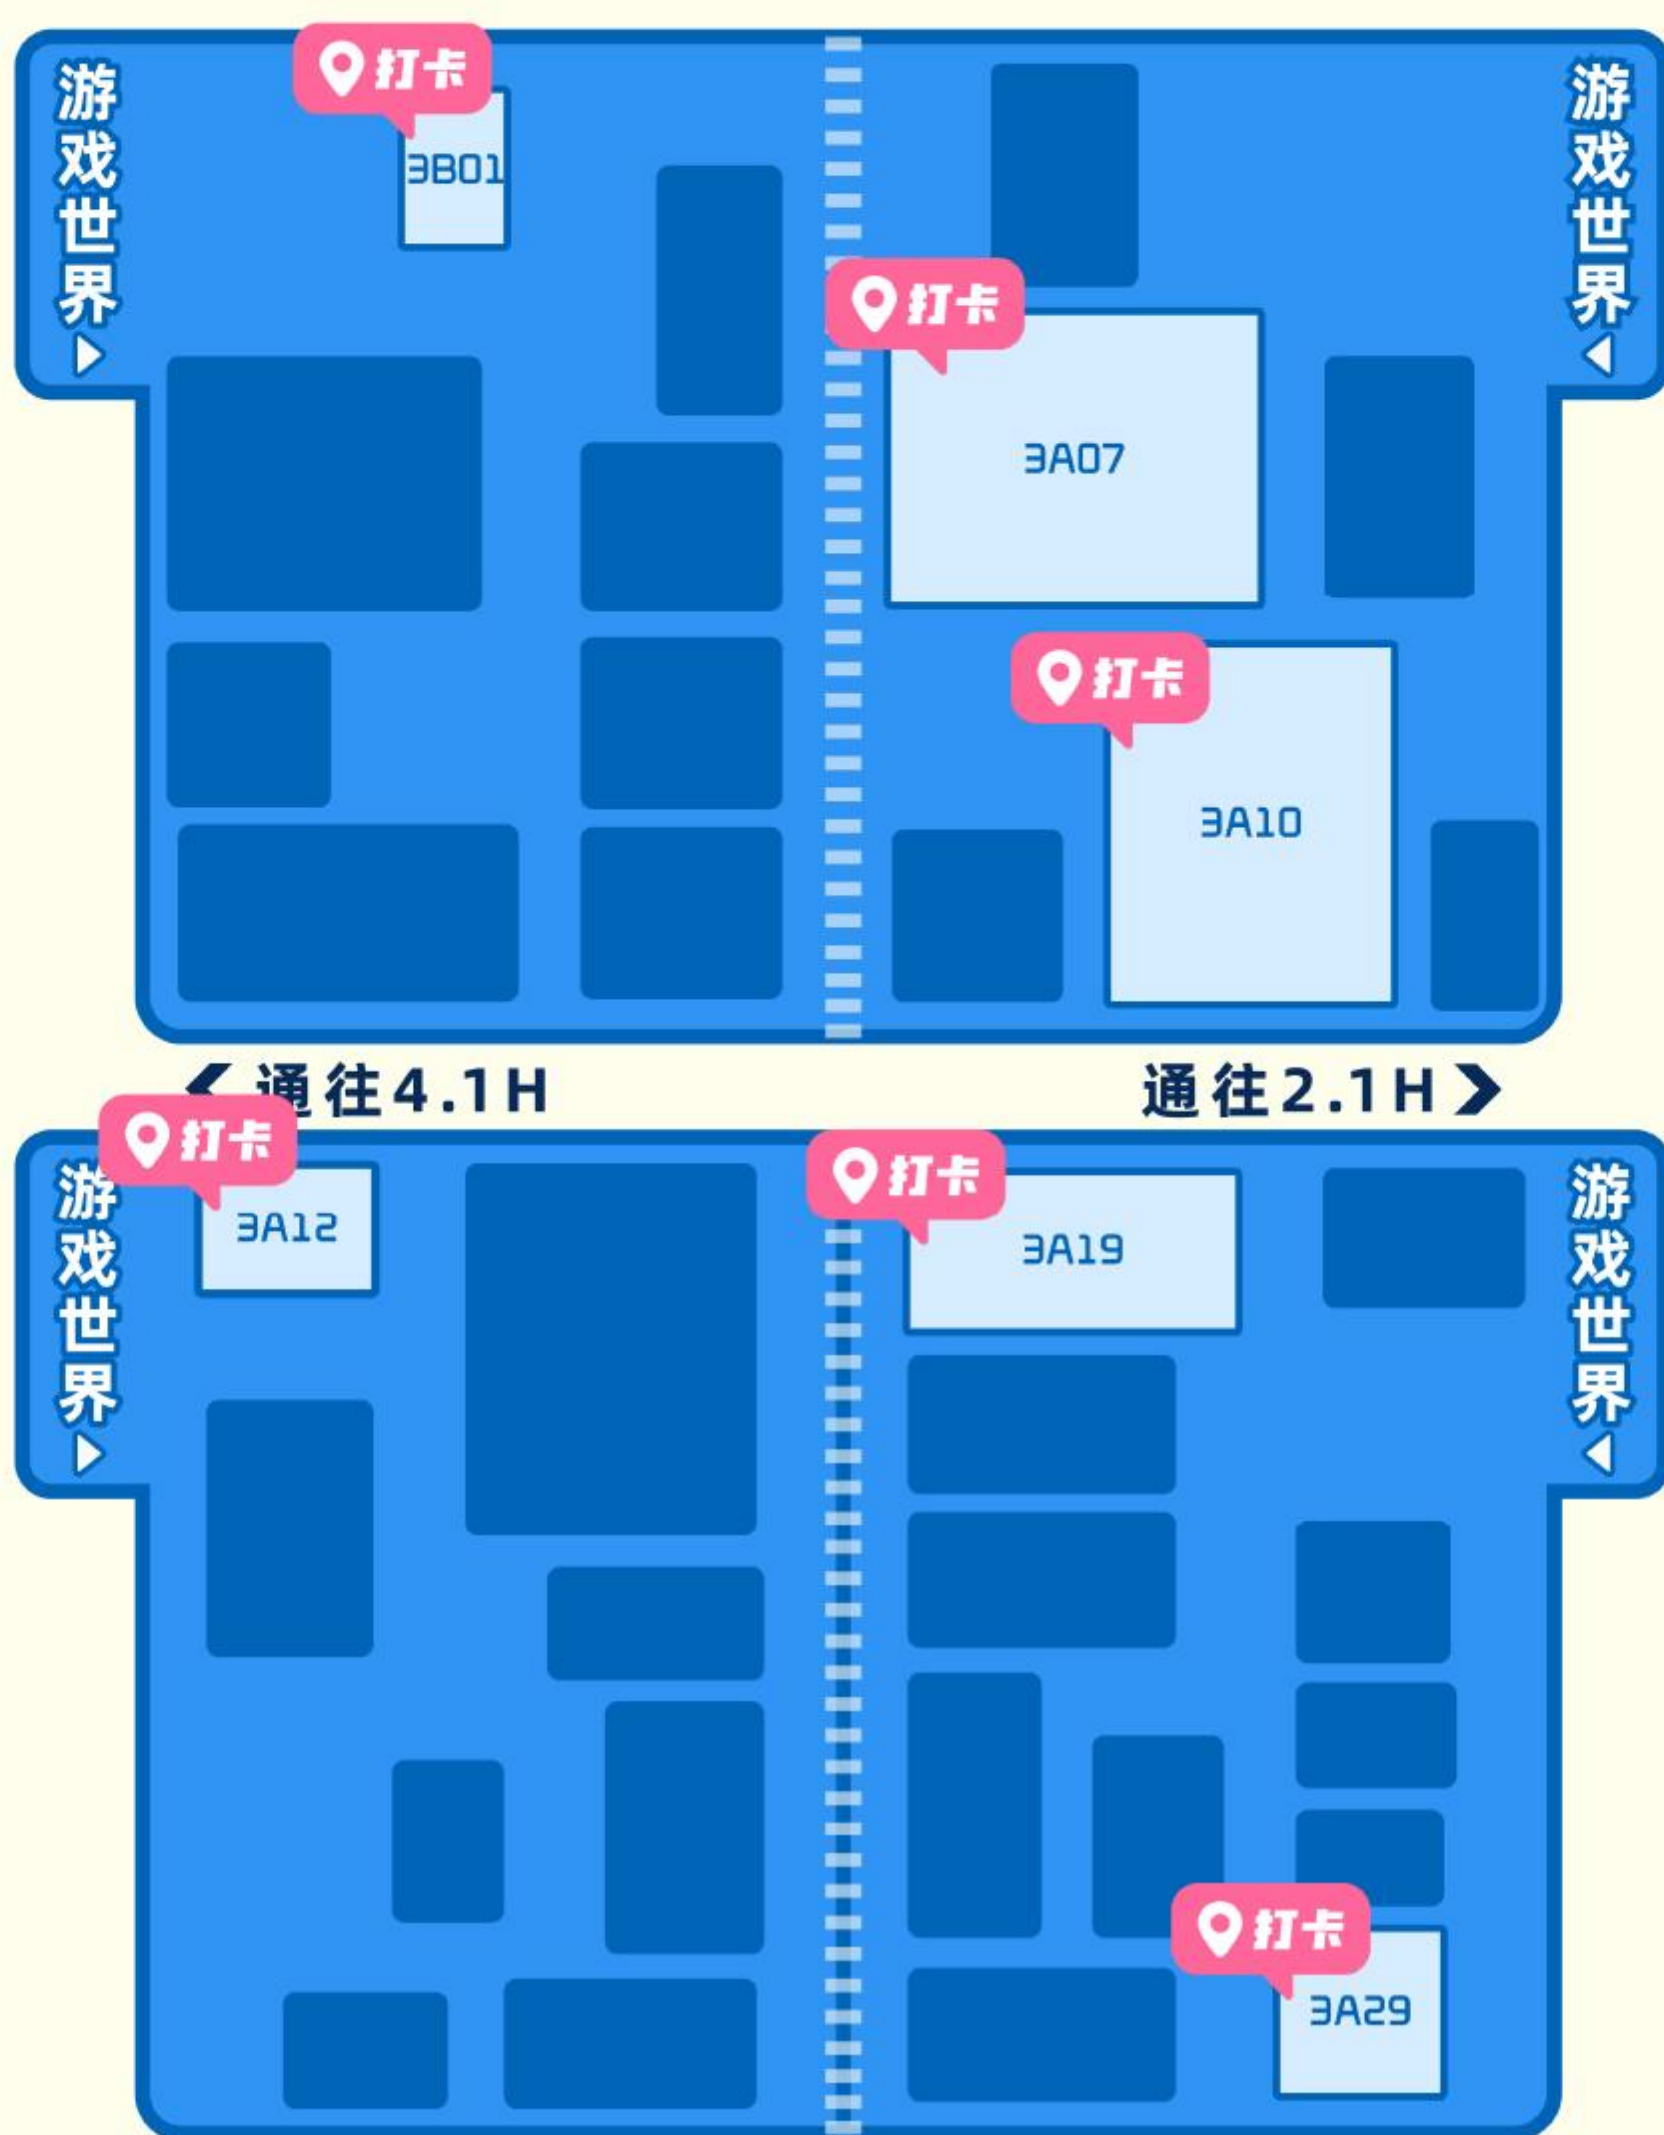 游戏世界
打卡
3B01
游戏世界
打卡
3A07
打卡
3A10
通往4.1H
通往2.1H
游戏世界
打卡
3A12
打卡
3A19
游戏世界
打卡
3A29